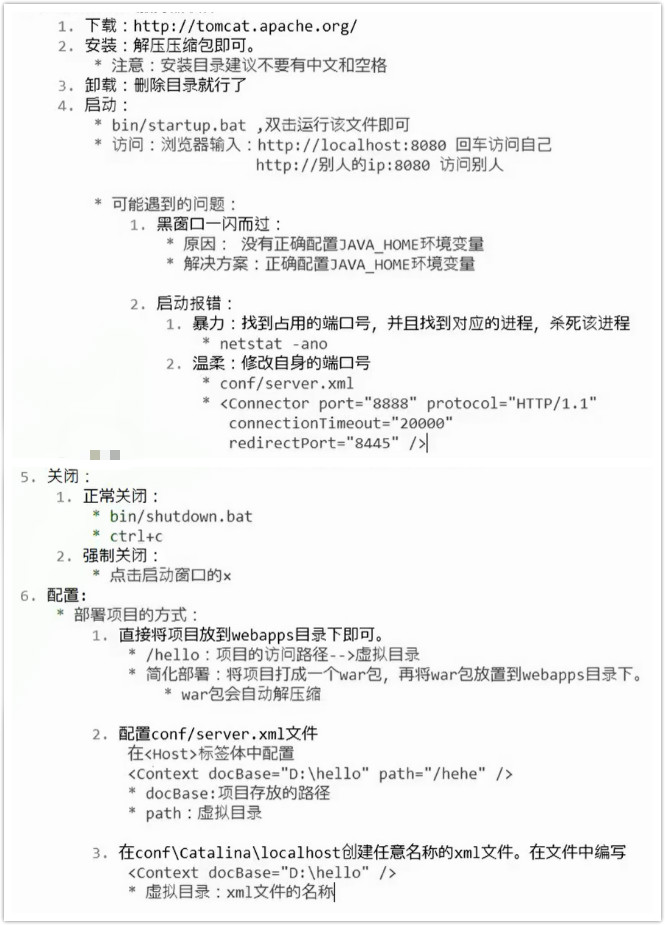 1. 下载：http://tomcat.apache.org/
2. 安装：解压压缩包即可。
* 注意：安装目录建议不要有中文和空格
3. 卸载：删除目录就行了
4. 启动：
* bin/startup.bat ,双击运行该文件即可
* 访问：浏览器输入：http://localhost:8080 回车访问自己
http://别人的ip:8080 访问别人
* 可能遇到的问题：
1. 黑窗口一闪而过：
* 原因： 没有正确配置JAVA_HOME环境变量
* 解决方案：正确配置JAVA_HOME环境变量
2. 启动报错：
1. 暴力：找到占用的端口号，并且找到对应的进程，杀死该进程
* netstat -ano
2. 温柔：修改自身的端口号
* conf/server.xml
* <Connector port="8888" protocol="HTTP/1.1"
connectionTimeout="20000"
redirectPort="8445" />
5. 关闭：
1. 正常关闭：
* bin/shutdown.bat
* ctrl+c
2. 强制关闭：
* 点击启动窗口的x
6. 配置:
* 部署项目的方式：
1. 直接将项目放到webapps目录下即可。
* /hello：项目的访问路径-->虚拟目录
* 简化部署：将项目打成一个war包，再将war包放置到webapps目录下。
* war包会自动解压缩
2. 配置conf/server.xml文件
在<Host>标签体中配置
<Context docBase="D:\hello" path="/hehe" />
* docBase:项目存放的路径
* path：虚拟目录
3. 在conf\Catalina\localhost创建任意名称的xml文件。在文件中编写
<Context docBase="D:\hello" />
* 虚拟目录：xml文件的名称